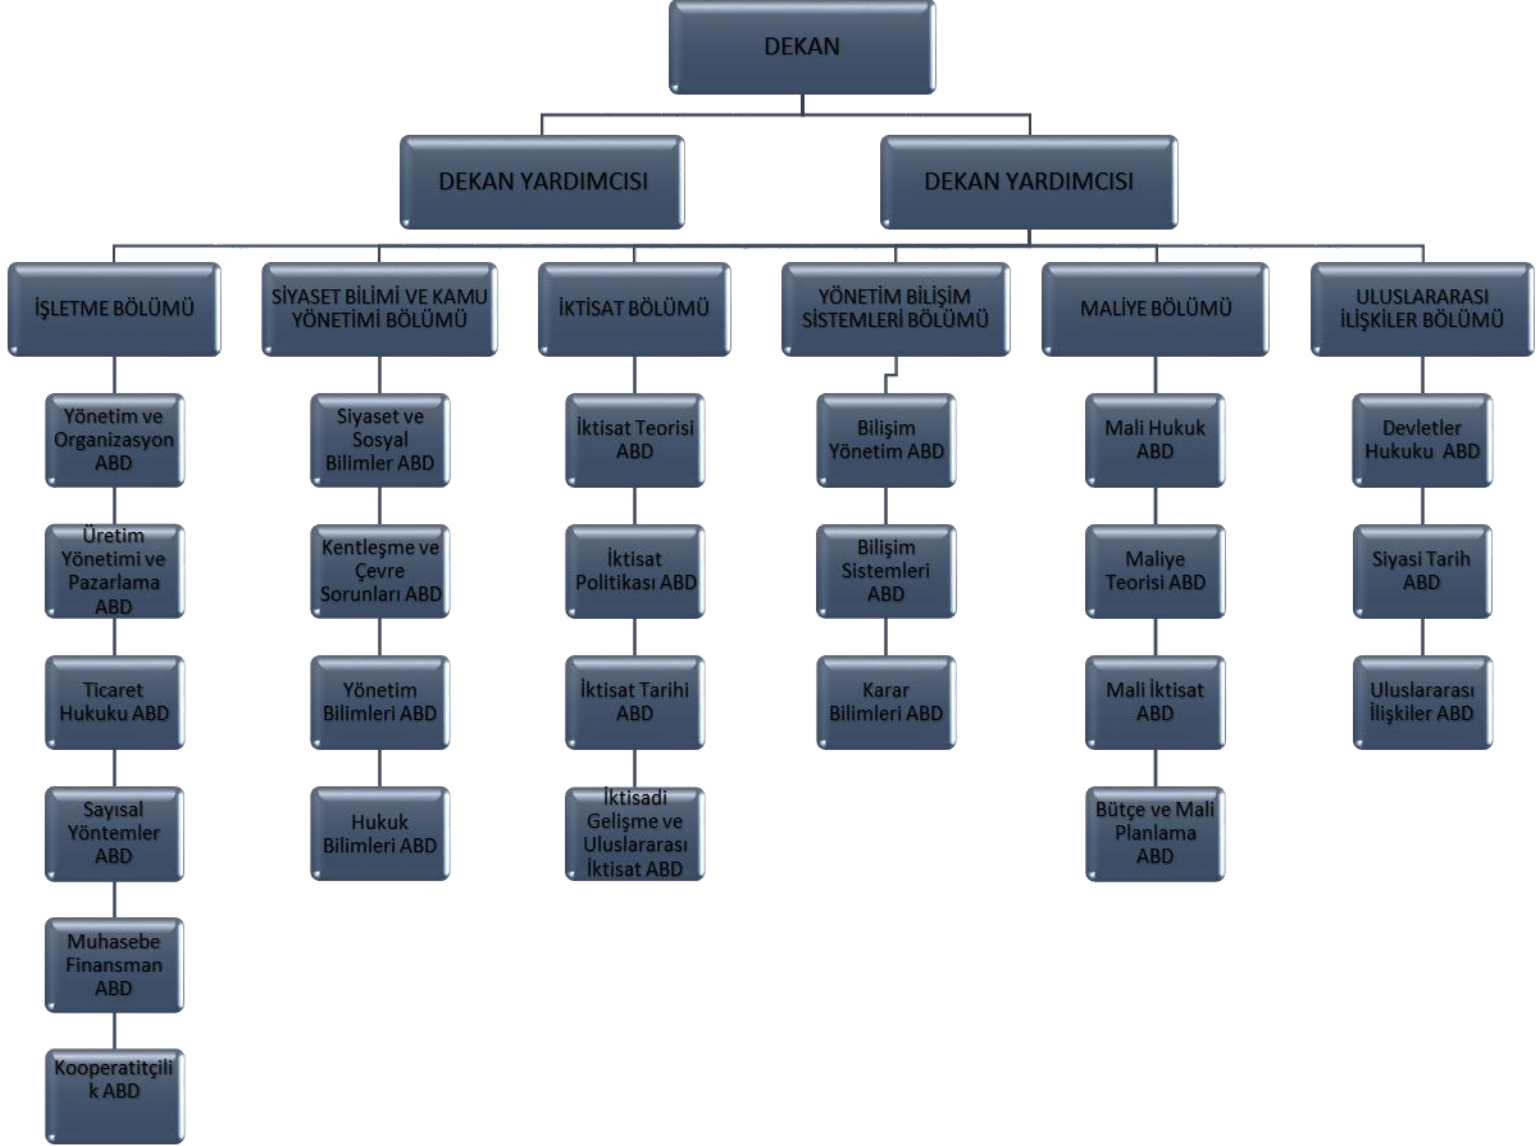 DEKAN
DEKAN YARDIMCISI
DEKAN YARDIMCISI
İŞLETME BÖLÜMÜ
SİYASET BİLİMİ VE KAMU
YÖNETİMİ BÖLÜMÜ
İKTİSAT BÖLÜMÜ
YÖNETİM BİLİŞİM
SİSTEMLERİ BÖLÜMÜ
MALİYE BÖLÜMÜ
ULUSLARARASI
İLİŞKİLER BÖLÜMÜ
Yönetim ve
Organizasyon
ABD
Üretim
Yönetimi ve
Pazarlama
ABD
Ticaret
Hukuku ABD
Sayısal
Yöntemler
ABD
Muhasebe
Finansman
ABD
Kooperatitçili
k ABD
Siyaset ve
Sosyal
Bilimler ABD
Kentleşme ve
Çevre
Sorunları ABD
Yönetim
Bilimleri ABD
Hukuk
Bilimleri ABD
İktisat Teorisi
ABD
İktisat
Politikası ABD
İktisat Tarihi
ABD
İktisadi
Gelişme ve
Uluslararası
İktisat ABD
Bilişim
Yönetim ABD
Bilişim
Sistemleri
ABD
Karar
Bilimleri ABD
Mali Hukuk
ABD
Maliye
Teorisi ABD
Mali İktisat
ABD
Bütçe ve Mali
Planlama
ABD
Devletler
Hukuku  ABD
Siyasi Tarih
ABD
Uluslararası
İlişkiler ABD